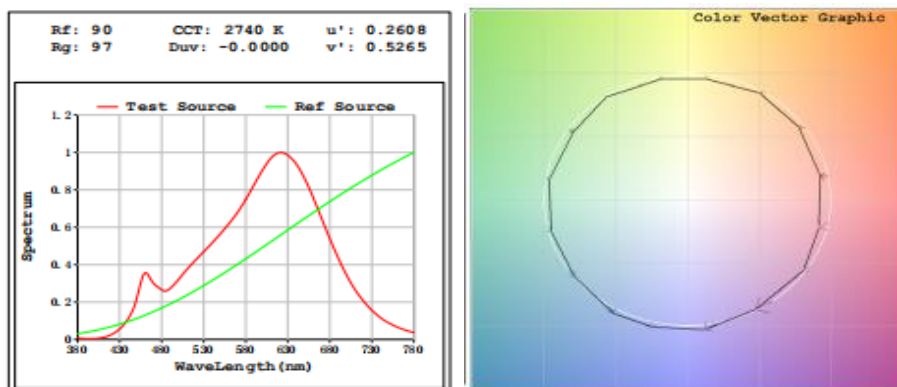 Rf: 90 CCT: 2740 K u': 0.2608
Rg: 97 Duv: -0.0000 v': 0.5265
Color Vector Graphic
Test Source Ref Source
1.2
1
0.8
0.6
0.4
0.2
0
Spectrum
380 430 480 530 580 630 680 730 780
WaveLength(nm)